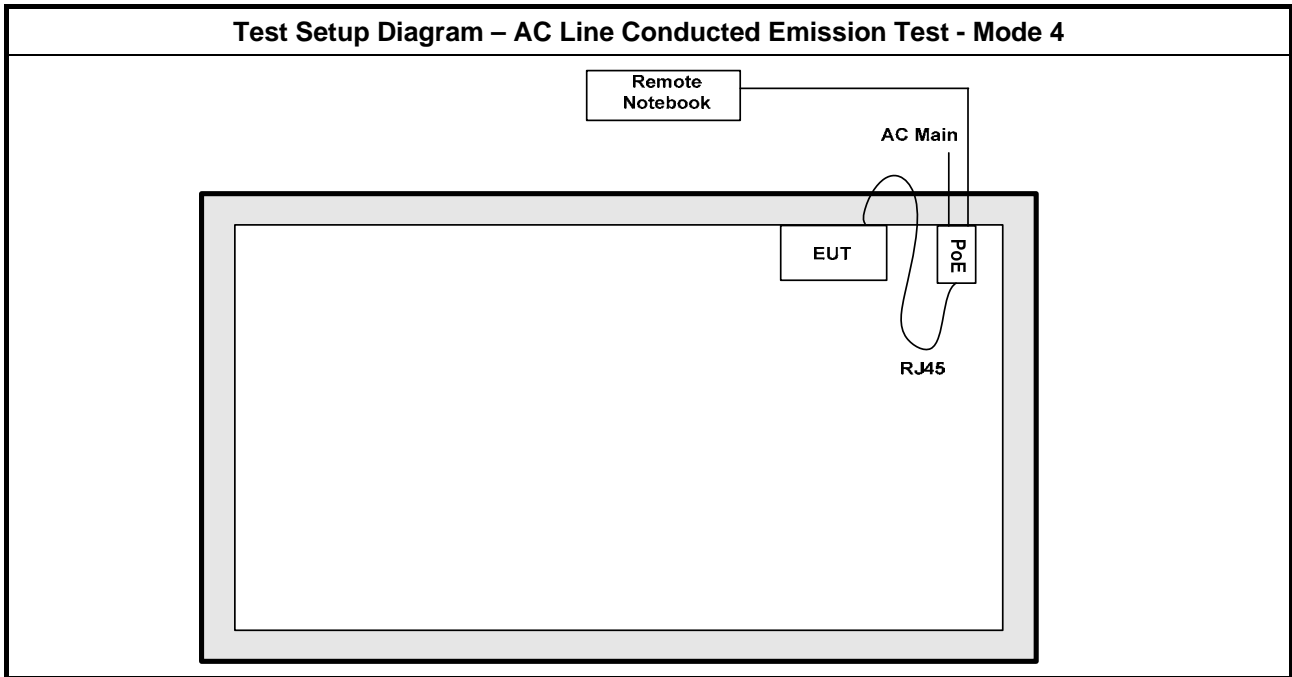 Test Setup Diagram – AC Line Conducted Emission Test - Mode 4
Remote
Notebook
AC Main
EUT
PoE
RJ45